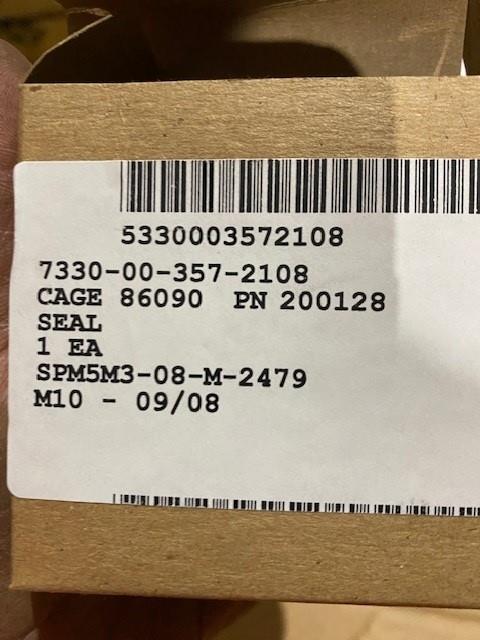 5330003572108
7330-00-357-2108
CAGE 86090 PN 200128
SEAL
1 EA
SPM5M3-08-M-2479
M10 - 09/08